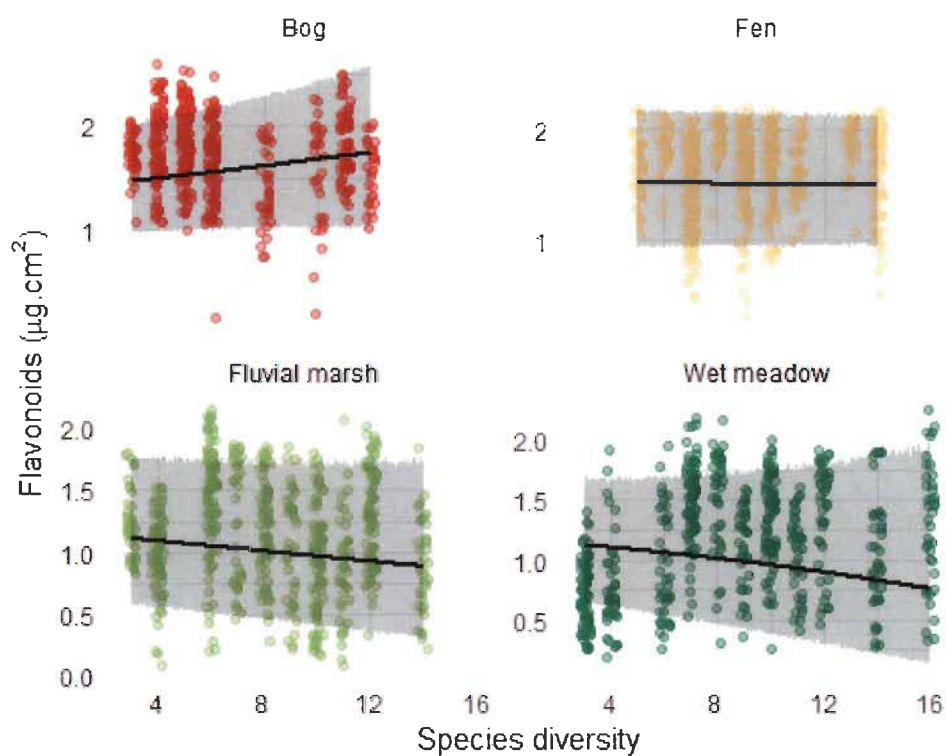 Bog
Fen
2
1
2
1
Flavonoids (µg.cm²)
Fluvial marsh
Wet meadow
2.0
1.5
1.0
0.5
0.0
2.0
1.5
1.0
0.5
4 8 12 16
4 8 12 16
Species diversity